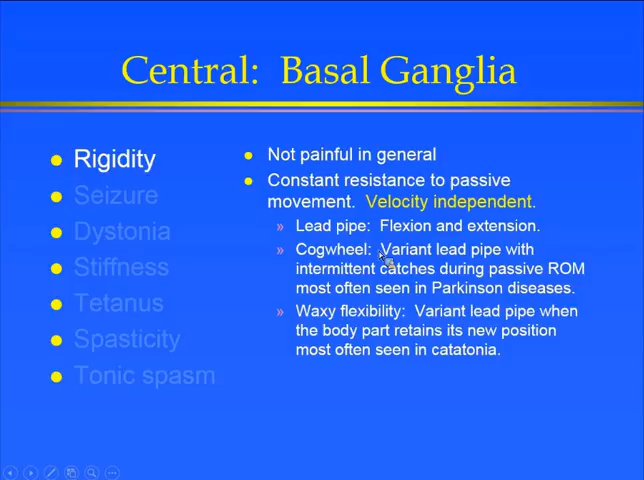 Central: Basal Ganglia
Rigidity
Seizure
Dystonia
Stiffness
Tetanus
Spasticity
Tonic spasm
Not painful in general
Constant resistance to passive
movement. Velocity independent.
» Lead pipe: Flexion and extension.
» Cogwheel: Variant lead pipe with
intermittent catches during passive ROM
most often seen in Parkinson diseases.
» Waxy flexibility: Variant lead pipe when
the body part retains its new position
most often seen in catatonia.